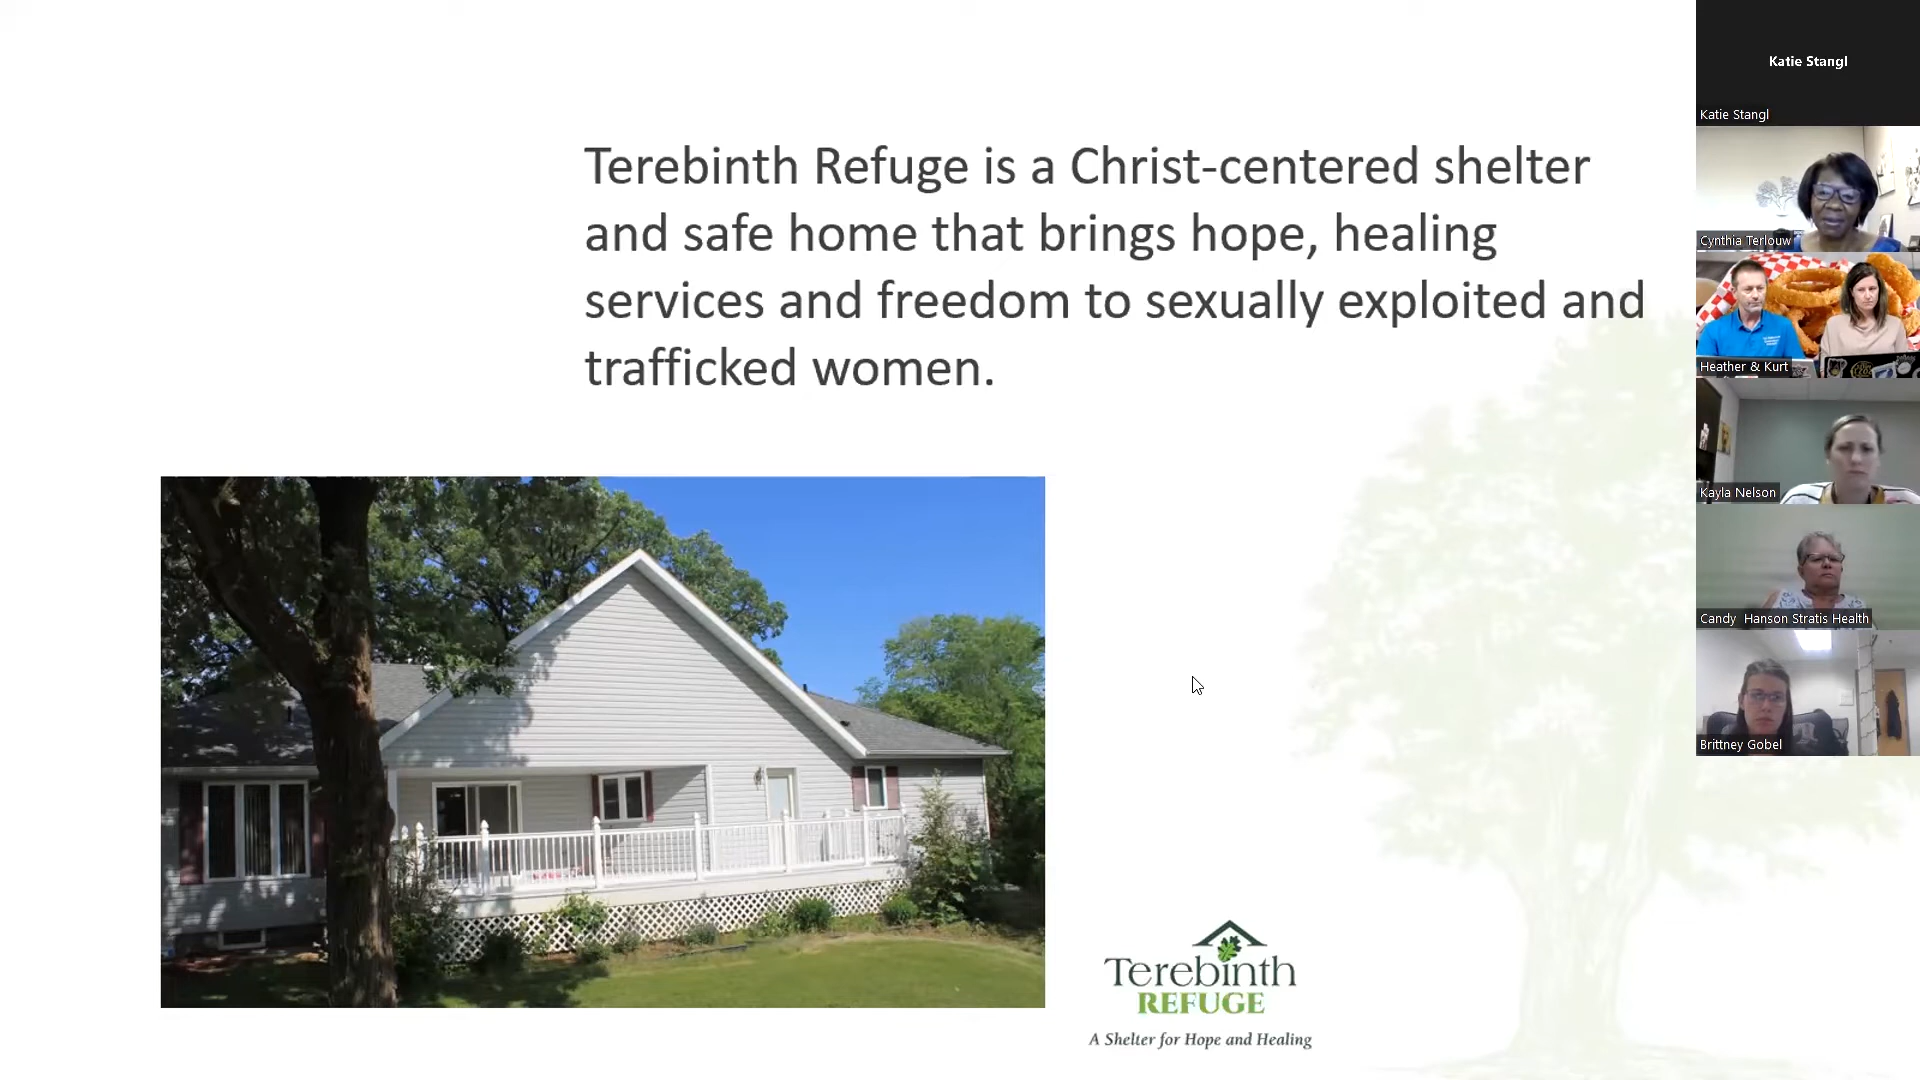 Terebinth Refuge is a Christ-centered shelter
and safe home that brings hope, healing
services and freedom to sexually exploited and
trafficked women.
Terebinth
REFUGE
A Shelter for Hope and Healing
Katie Stangl
Katie Stangl
Cynthia Terlouw
Heather & Kurt
Kayla Nelson
Candy  Hanson Stratis Health
Brittney Gobel